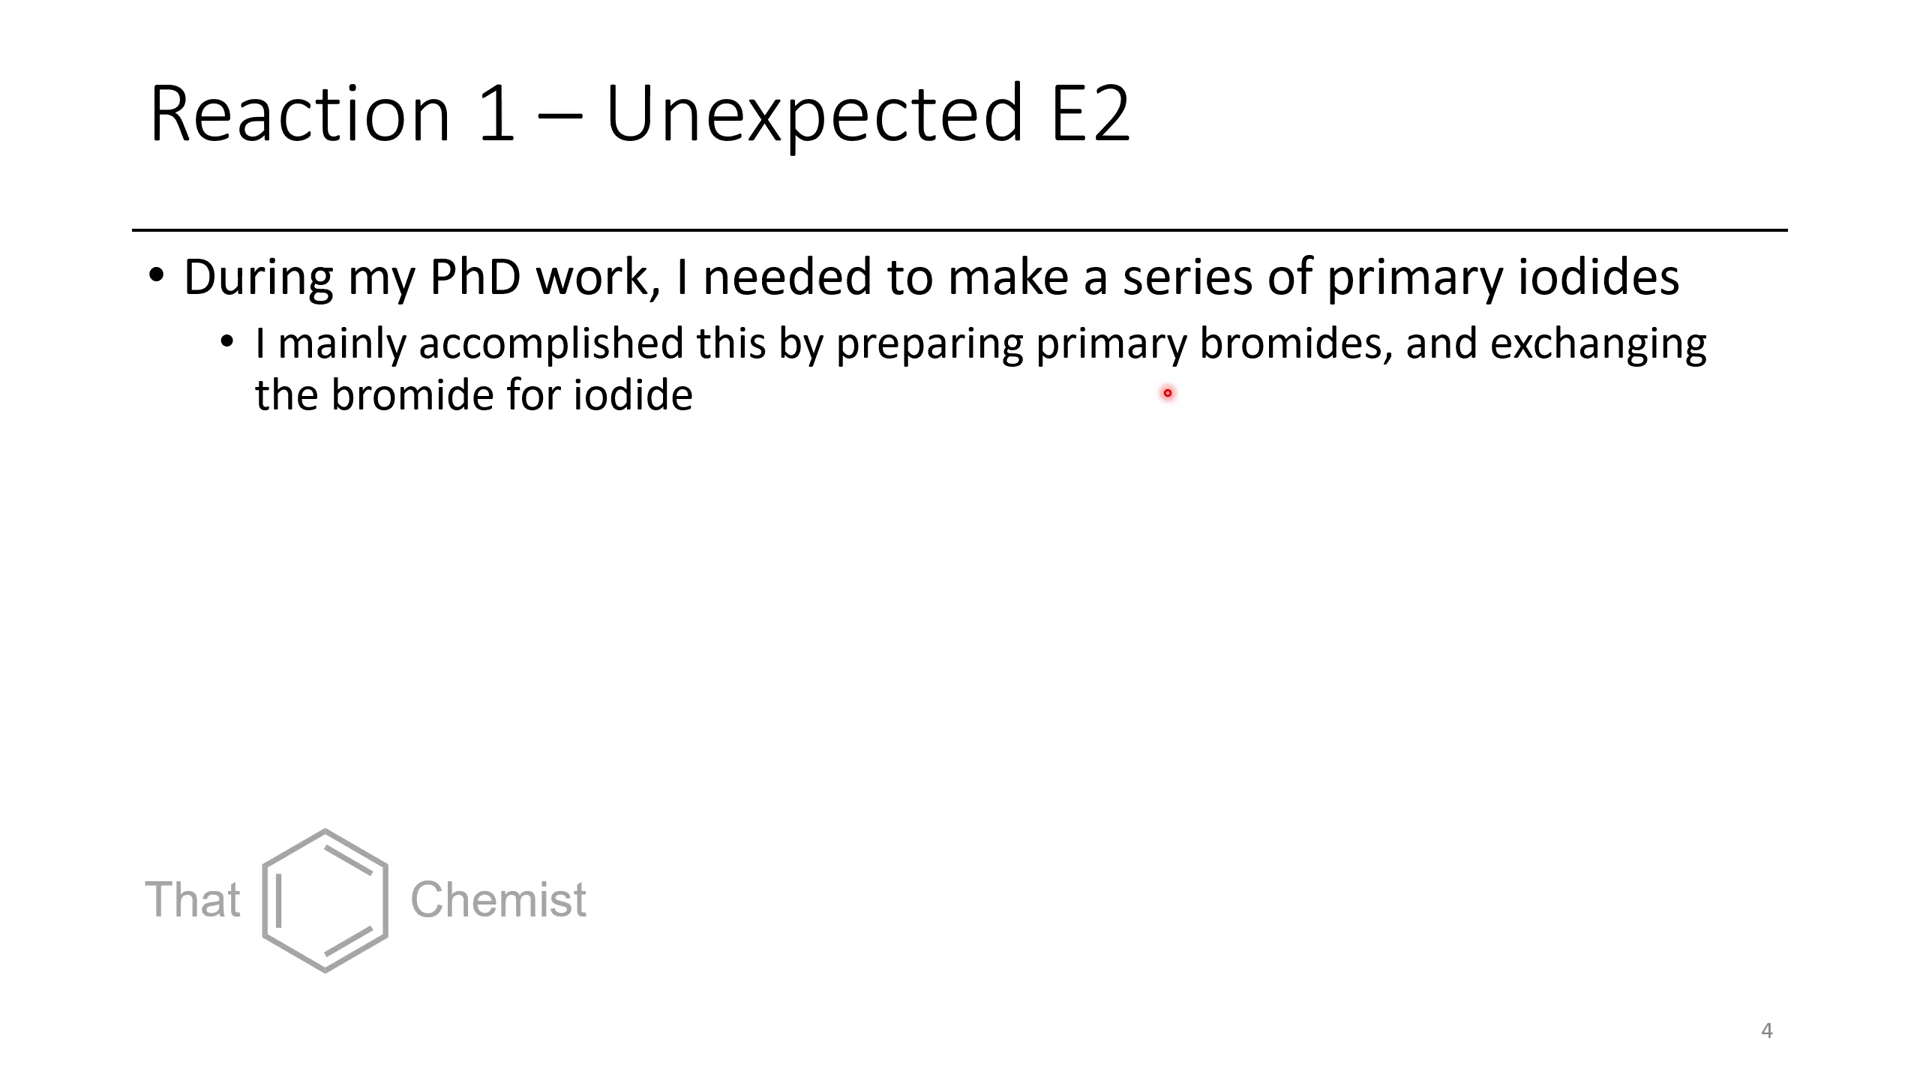 Reaction 1 – Unexpected E2
• During my PhD work, I needed to make a series of primary iodides
• I mainly accomplished this by preparing primary bromides, and exchanging
the bromide for iodide
That Chemist
4